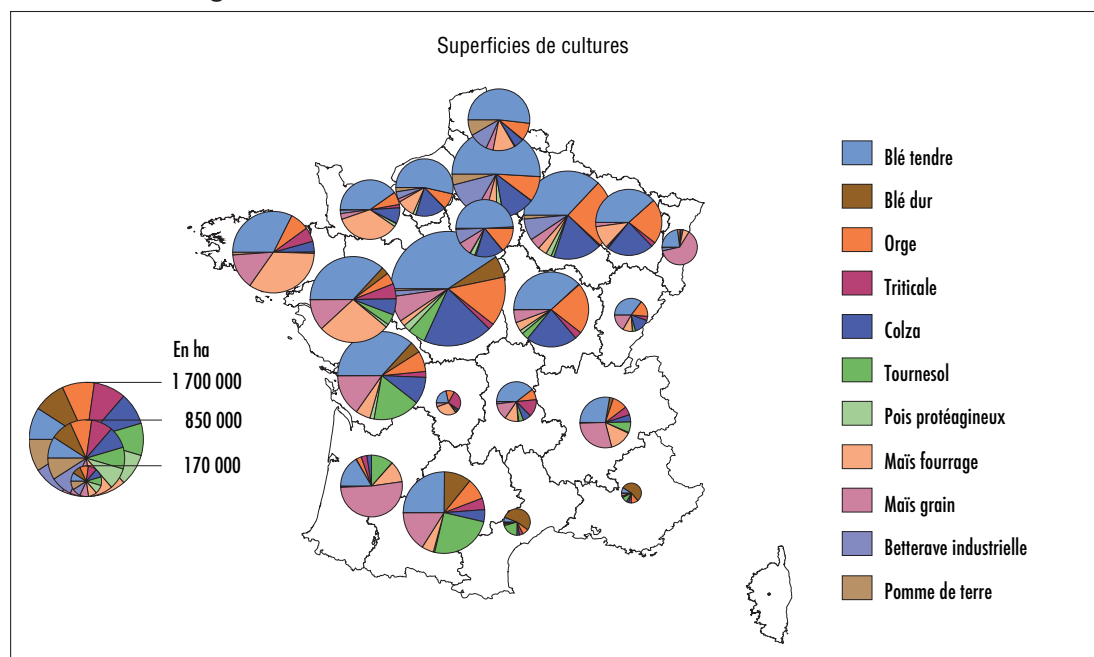 Superficies de cultures
En ha
1 700 000
850 000
170 000
Blé tendre
Blé dur
Orge
Triticale
Colza
Tournesol
Pois protéagineux
Maïs fourrage
Maïs grain
Betterave industrielle
Pomme de terre